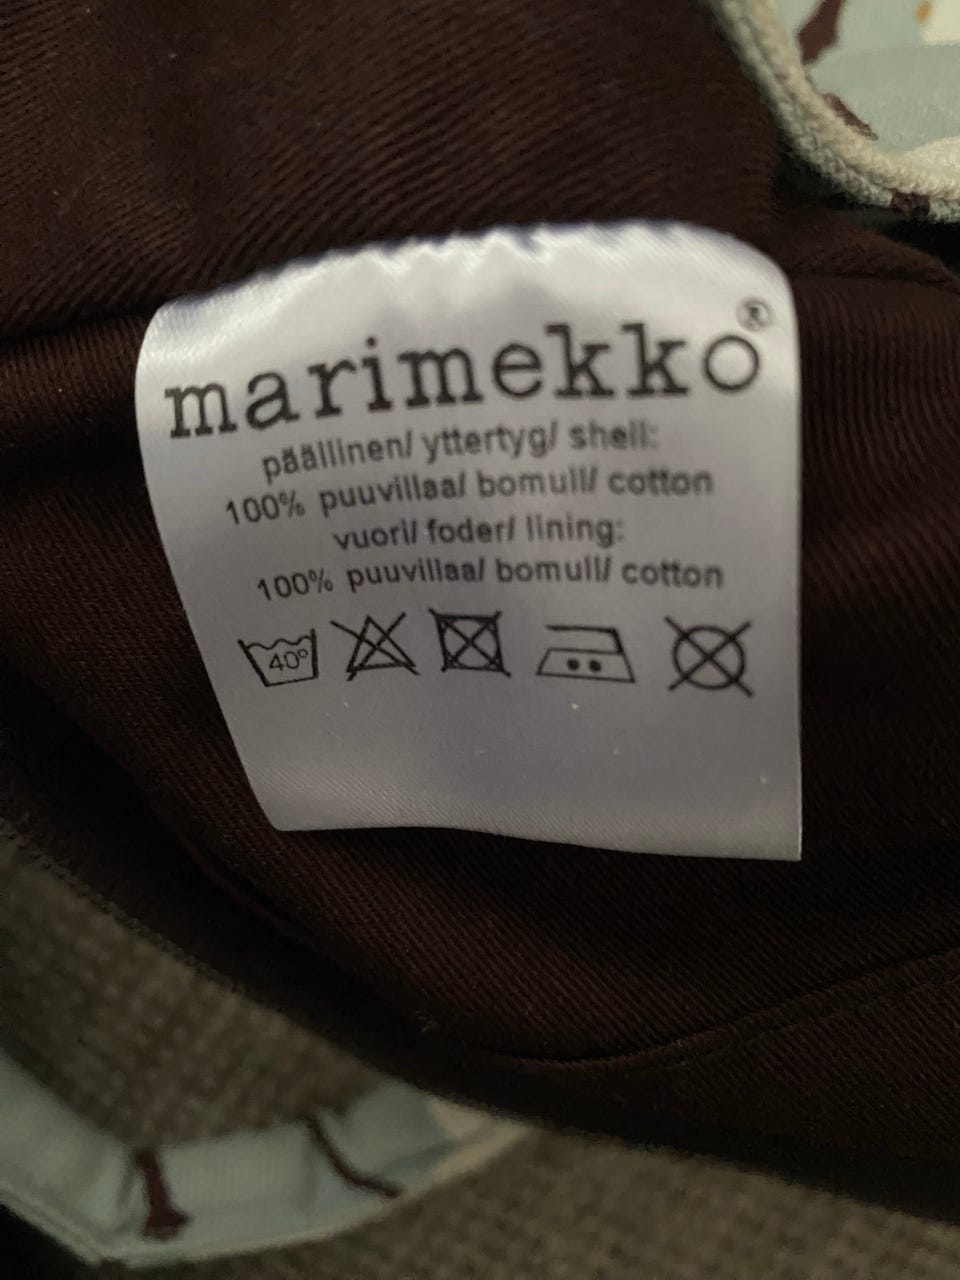 marimekko®
päällinen/ yttertyg/ shell:
100% puuvillaa/ bomull/ cotton
vuori/ foder/ lining:
100% puuvillaa/ bomull/ cotton
40°